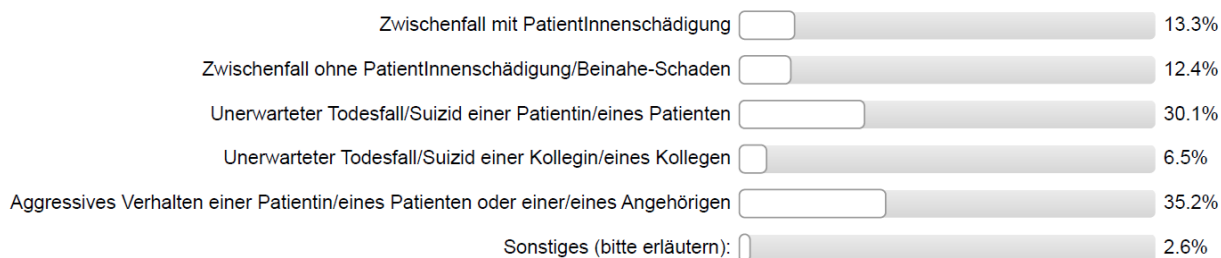 Zwischenfall mit PatientInnenschädigung 13.3%
Zwischenfall ohne PatientInnenschädigung/Beinahe-Schaden 12.4%
Unerwarteter Todesfall/Suizid einer Patientin/eines Patienten 30.1%
Unerwarteter Todesfall/Suizid einer Kollegin/eines Kollegen 6.5%
Aggressives Verhalten einer Patientin/eines Patienten oder einer/eines Angehörigen 35.2%
Sonstiges (bitte erläutern): 2.6%